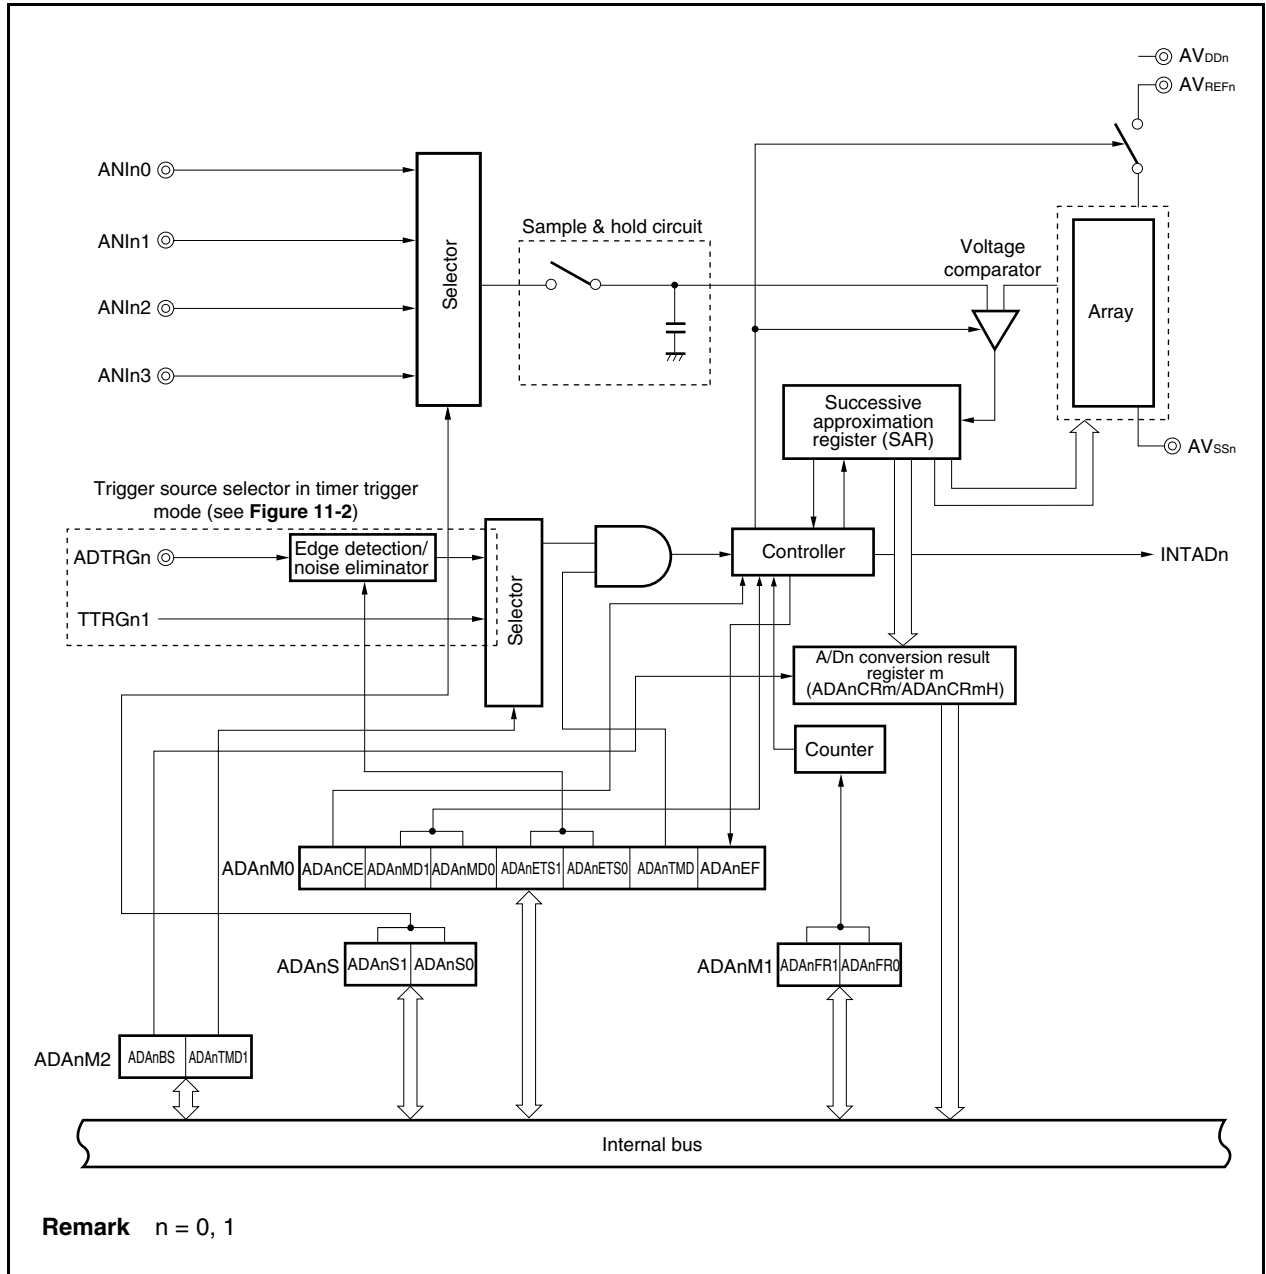 AVDDn
AVREFn
ANIn0
ANIn1
ANIn2
ANIn3
Selector
Sample & hold circuit
Voltage
comparator
Array
Successive
approximation
register (SAR)
AVSSn
Trigger source selector in timer trigger
mode (see Figure 11-2)
ADTRGn
Edge detection/
noise eliminator
TTRGn1
Selector
Controller
INTADn
A/Dn conversion result
register m
(ADAnCRm/ADAnCRmH)
Counter
ADAnM0
ADAnCE
ADAnMD1
ADAnMD0
ADAnETS1
ADAnETS0
ADAnTMD
ADAnEF
ADAnS
ADAnS1
ADAnS0
ADAnM1
ADAnFR1
ADAnFR0
ADAnM2
ADAnBS
ADAnTMD1
Internal bus
Remark n = 0, 1